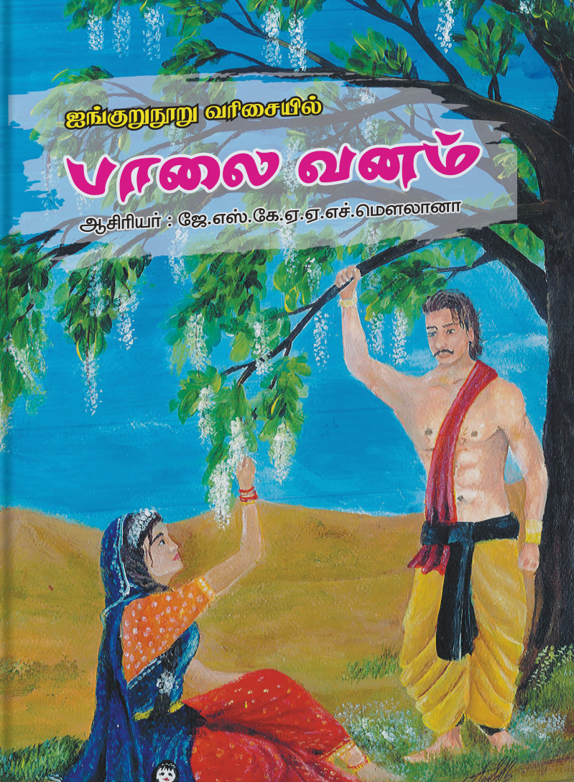 ஐங்குறுநூறு வரிசையில்
பாலை வனம்
ஆசிரியர் : ஜே.எஸ்.கே.ஏ.ஏ.எச்.மௌலானா